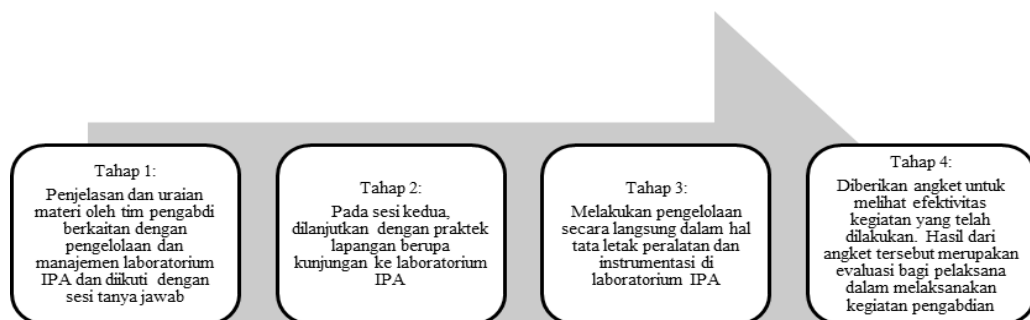 Tahap 1:
Penjelasan dan uraian
materi oleh tim pengabdi
berkaitan dengan
pengelolaan dan
manajemen laboratorium
IPA dan diikuti dengan
sesi tanya jawab
Tahap 2:
Pada sesi kedua,
dilanjutkan dengan praktek
lapangan berupa
kunjungan ke laboratorium
IPA
Tahap 3:
Melakukan pengelolaan
secara langsung dalam hal
tata letak peralatan dan
instrumentasi di
laboratorium IPA
Tahap 4:
Diberikan angket untuk
melihat efektivitas
kegiatan yang telah
dilakukan. Hasil dari
angket tersebut merupakan
evaluasi bagi pelaksana
dalam melaksanakan
kegiatan pengabdian